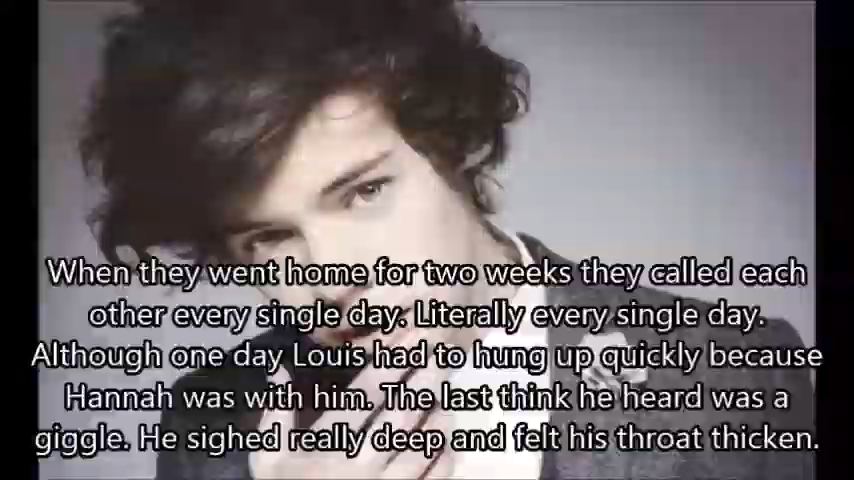 When they went home for two weeks they called each
other every single day. Literally every single day.
Although one day Louis had to hung up quickly because
Hannah was with him. The last think he heard was a
giggle. He sighed really deep and felt his throat thicken.